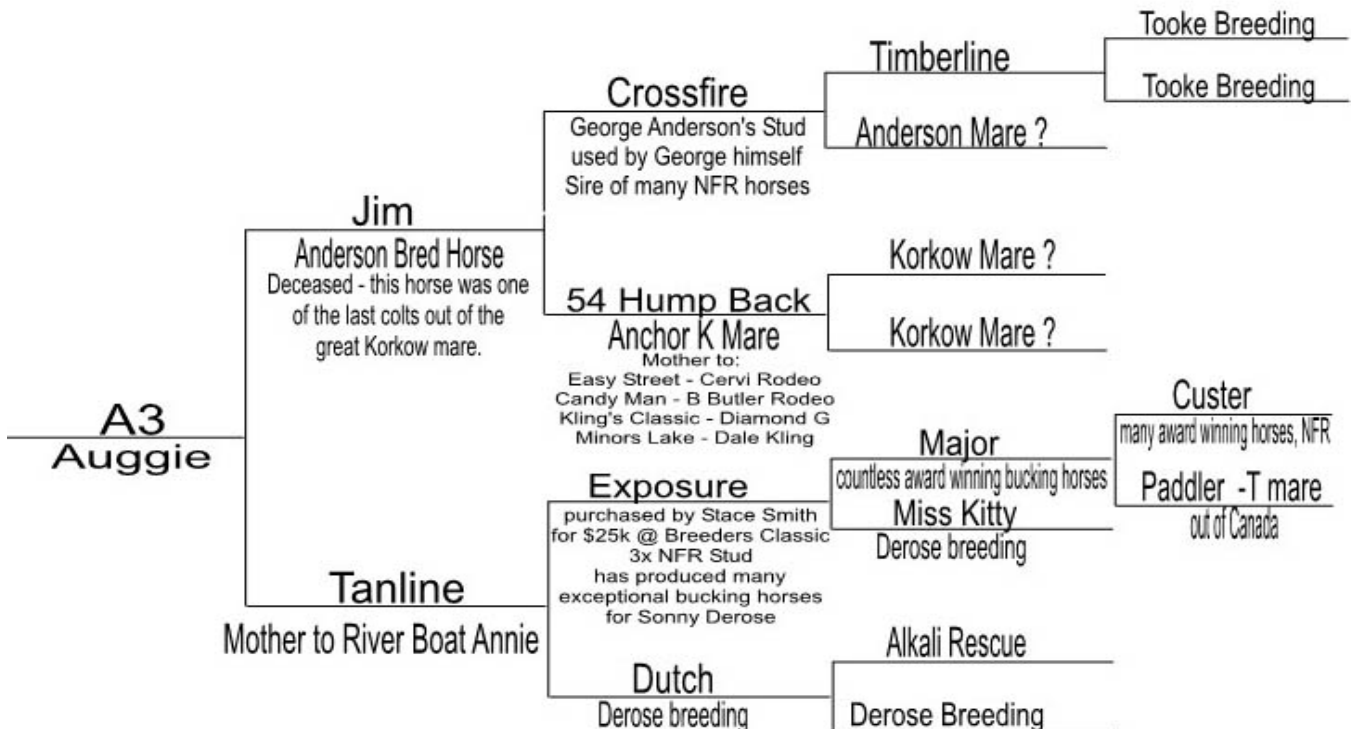 Tooke Breeding
Timberline
Tooke Breeding
Crossfire
George Anderson's Stud
used by George himself
Sire of many NFR horses
Anderson Mare ?
Jim
Anderson Bred Horse
Deceased - this horse was one
of the last colts out of the
great Korkow mare.
Korkow Mare ?
54 Hump Back
Anchor K Mare
Mother to:
Easy Street - Cervi Rodeo
Candy Man - B Butler Rodeo
Kling's Classic - Diamond G
Minors Lake - Dale Kling
Korkow Mare ?
A3
Auggie
Custer
many award winning horses, NFR
Major
countless award winning bucking horses
Paddler -T mare
out of Canada
Exposure
purchased by Stace Smith
for $25k @ Breeders Classic
3x NFR Stud
has produced many
exceptional bucking horses
for Sonny Derose
Miss Kitty
Derose breeding
Tanline
Mother to River Boat Annie
Alkali Rescue
Dutch
Derose breeding
Derose Breeding